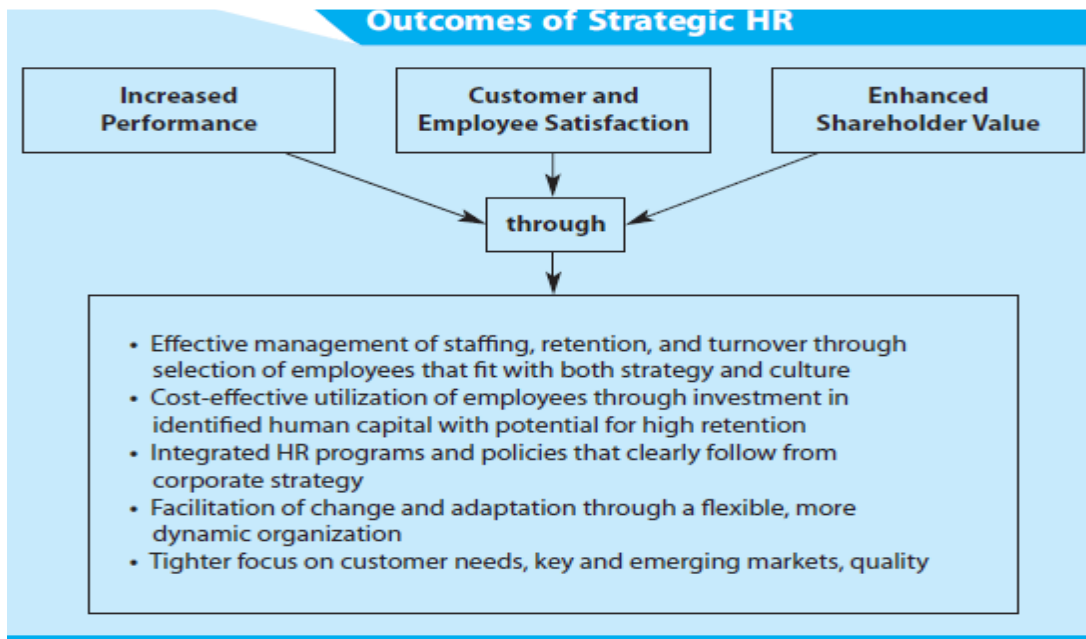 Outcomes of Strategic HR
Increased
Performance
Customer and
Employee Satisfaction
Enhanced
Shareholder Value
through
• Effective management of staffing, retention, and turnover through
selection of employees that fit with both strategy and culture
• Cost-effective utilization of employees through investment in
identified human capital with potential for high retention
• Integrated HR programs and policies that clearly follow from
corporate strategy
• Facilitation of change and adaptation through a flexible, more
dynamic organization
• Tighter focus on customer needs, key and emerging markets, quality